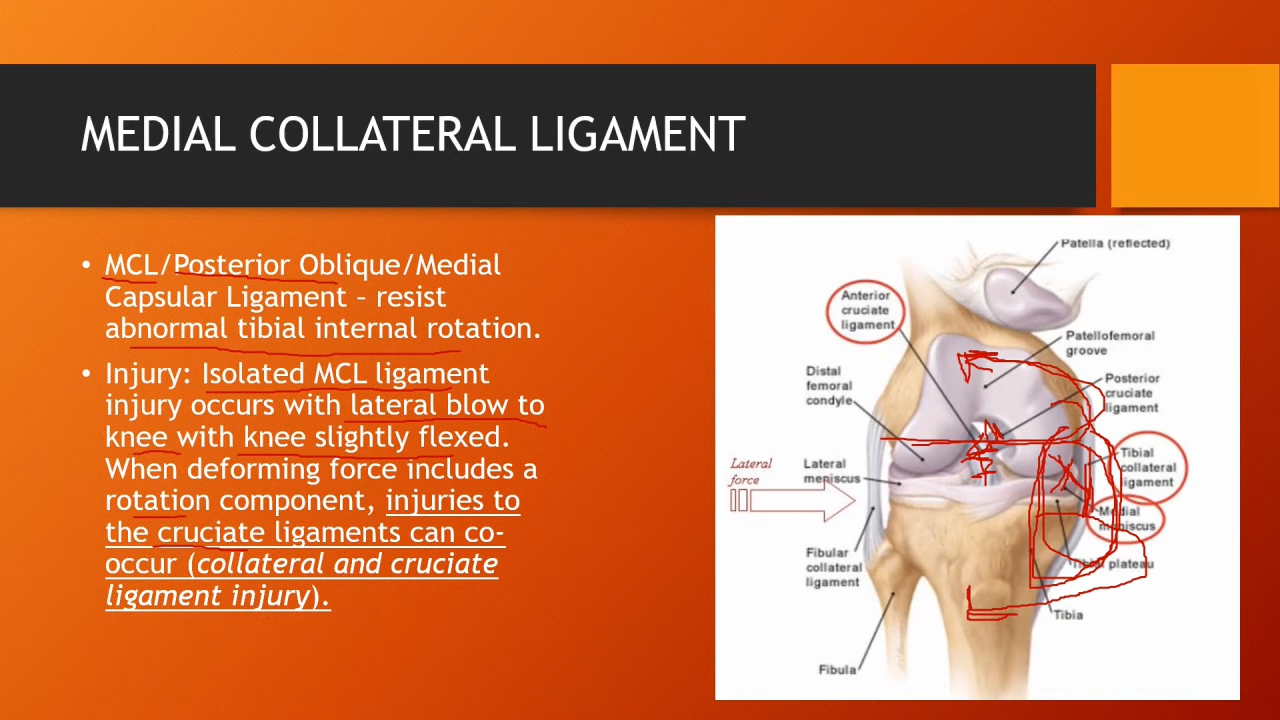 MEDIAL COLLATERAL LIGAMENT
• MCL/Posterior Oblique/Medial
Capsular Ligament – resist
abnormal tibial internal rotation.
• Injury: Isolated MCL ligament
injury occurs with lateral blow to
knee with knee slightly flexed.
When deforming force includes a
rotation component, injuries to
the cruciate ligaments can co-
occur (collateral and cruciate
ligament injury).
Patella (reflected)
Anterior
cruciate
ligament
Patellofemoral
groove
Distal
femoral
condyle
Posterior
cruciate
ligament
Lateral
force
Lateral
meniscus
Tibial
collateral
ligament
Medial
meniscus
Fibular
collateral
ligament
Tibial plateau
Tibia
Fibula